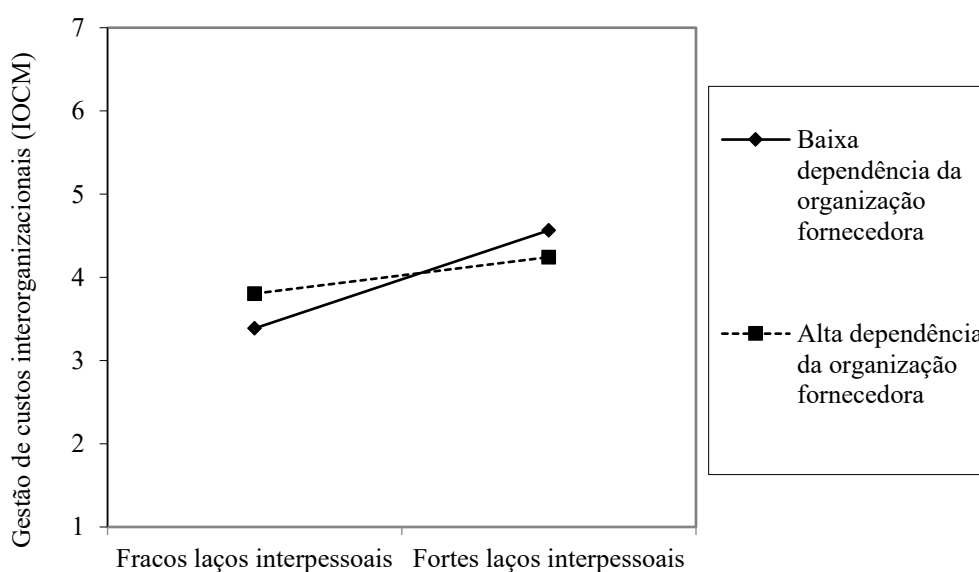 Gestão de custos interorganizacionais (IOCM)
7
6
5
4
3
2
1
Fracos laços interpessoais
Fortes laços interpessoais
Baixa
dependência da
organização
fornecedora
Alta dependência
da organização
fornecedora